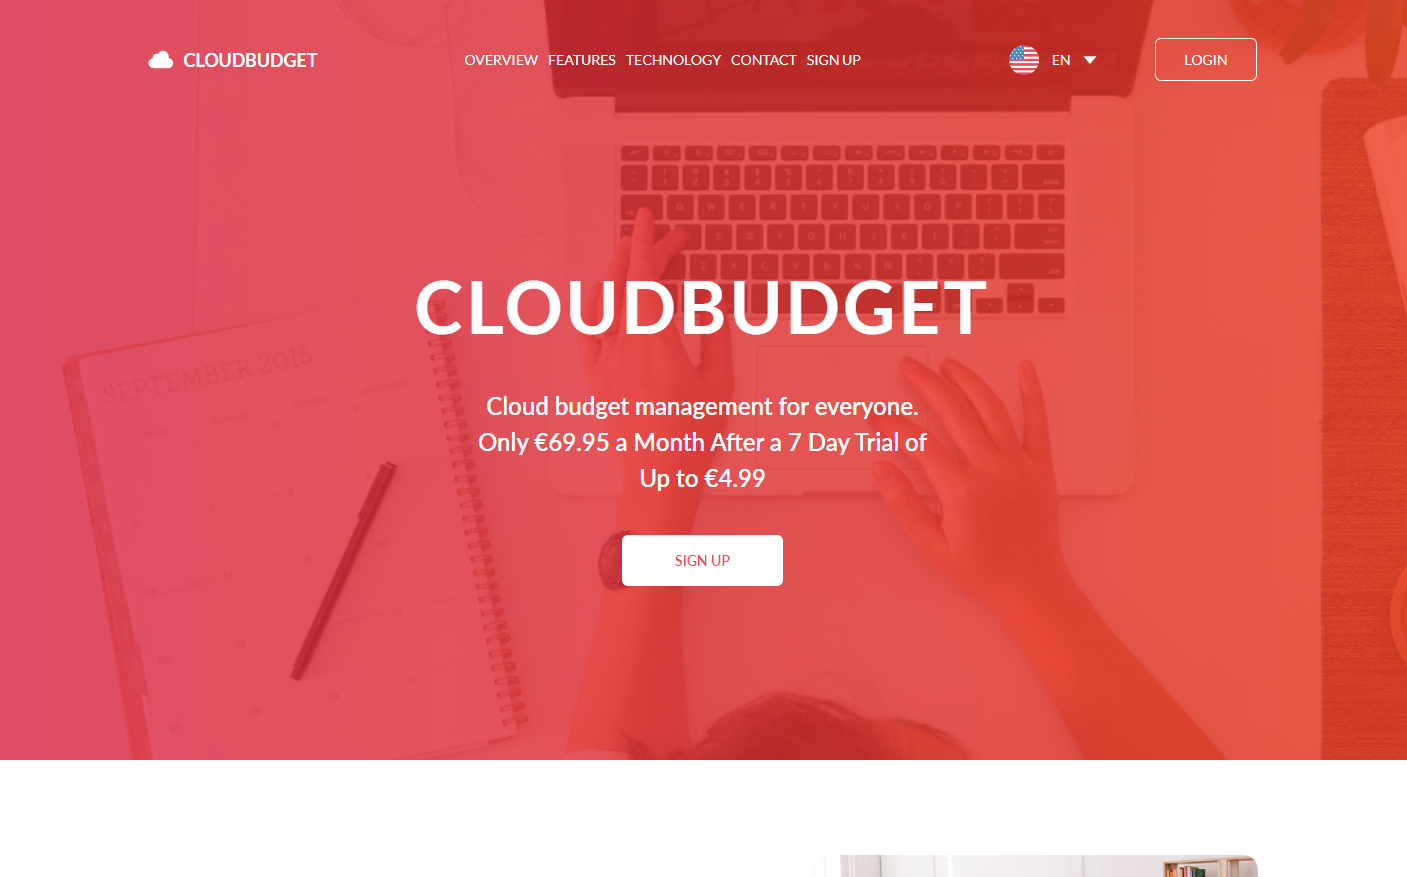 CLOUDBUDGET
OVERVIEW FEATURES TECHNOLOGY CONTACT SIGN UP
EN
LOGIN
CLOUDBUDGET
Cloud budget management for everyone.
Only €69.95 a Month After a 7 Day Trial of
Up to €4.99
SIGN UP
SEPTEMBER 2015